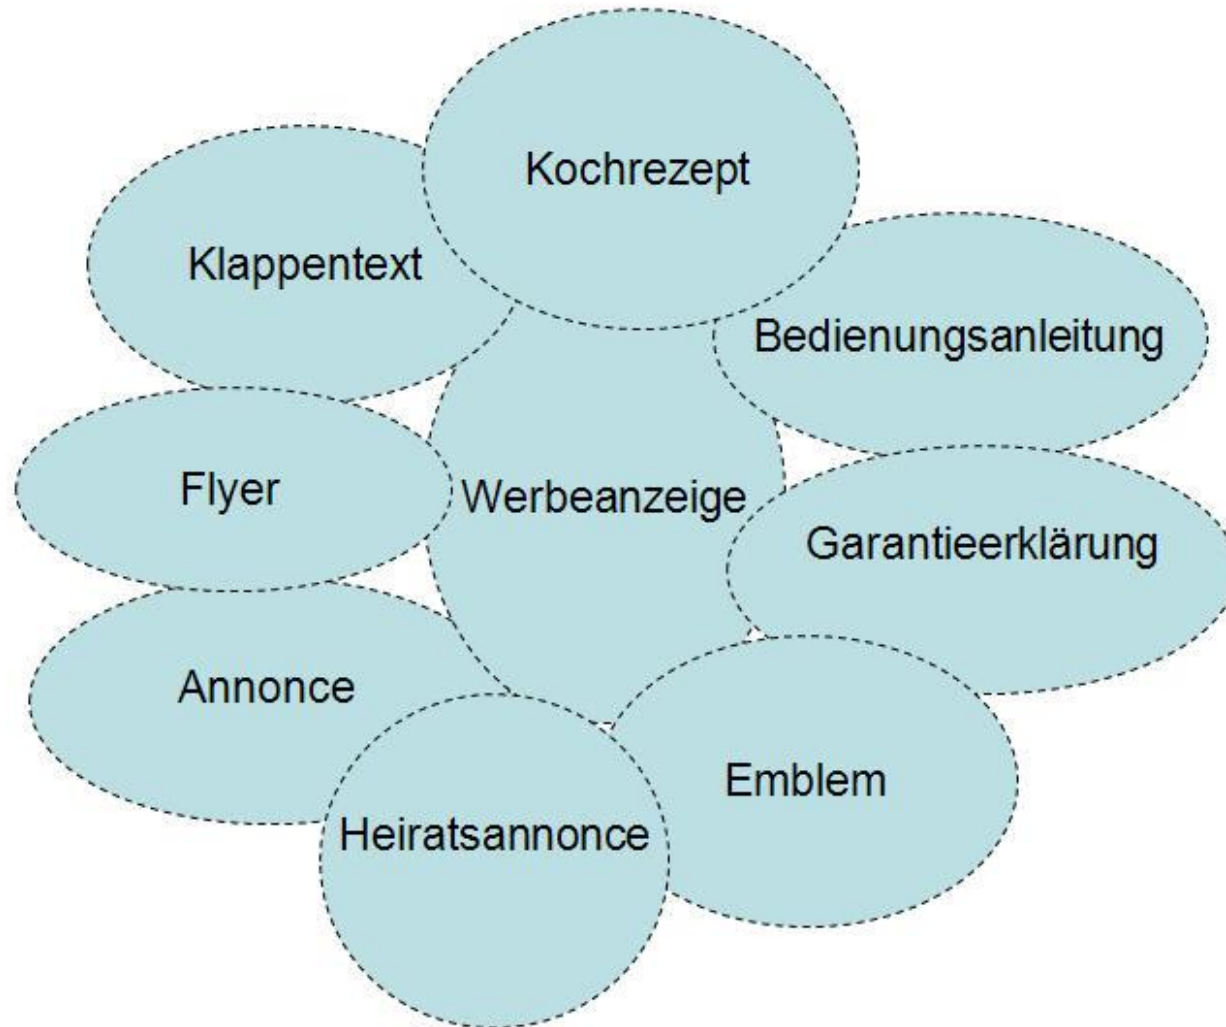 Kochrezept
Klappentext
Bedienungsanleitung
Flyer
Werbeanzeige
Garantieerklärung
Annonce
Emblem
Heiratsannonce